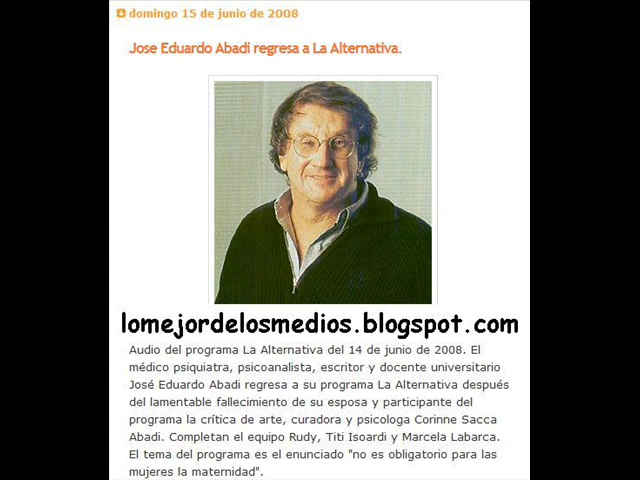 domingo 15 de junio de 2008
Jose Eduardo Abadi regresa a La Alternativa.
lomejordelosmedios.blogspot.com
Audio del programa La Alternativa del 14 de junio de 2008. El
médico psiquiatra, psicoanalista, escritor y docente universitario
José Eduardo Abadi regresa a su programa La Alternativa después
del lamentable fallecimiento de su esposa y participante del
programa la crítica de arte, curadora y psicologa Corinne Sacca
Abadi. Completan el equipo Rudy, Titi Isoardi y Marcela Labarca.
El tema del programa es el enunciado "no es obligatorio para las
mujeres la maternidad".